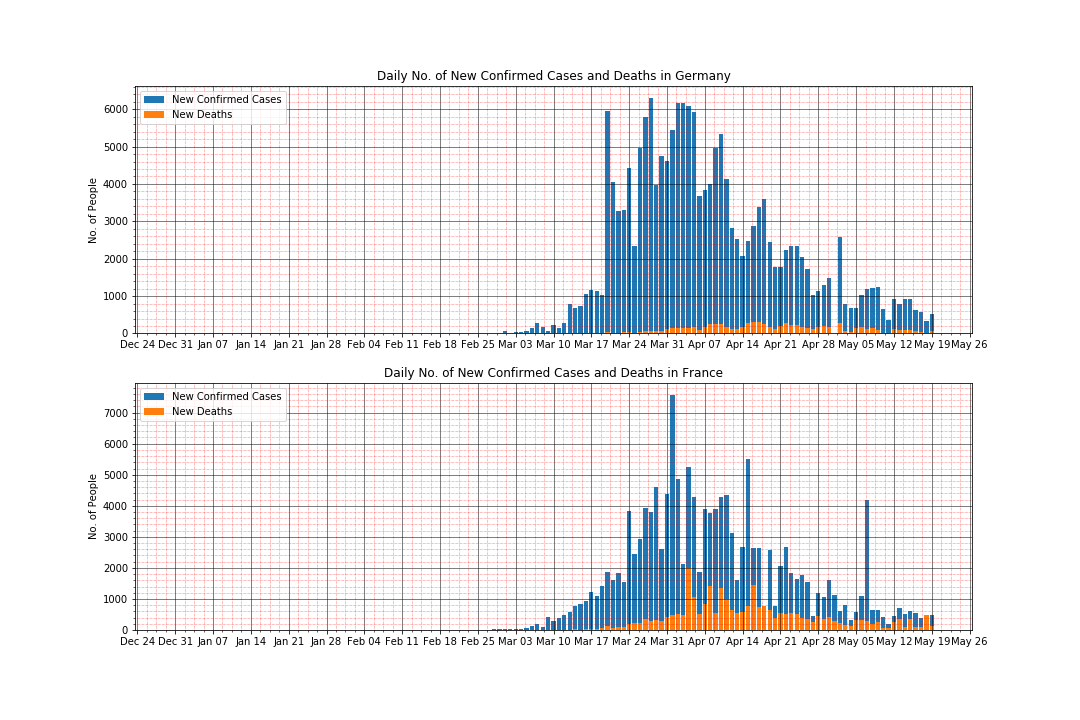 Daily No. of New Confirmed Cases and Deaths in Germany
New Confirmed Cases
New Deaths
No. of People
6000
5000
4000
3000
2000
1000
0
Dec 24 Dec 31 Jan 07 Jan 14 Jan 21 Jan 28 Feb 04 Feb 11 Feb 18 Feb 25 Mar 03 Mar 10 Mar 17 Mar 24 Mar 31 Apr 07 Apr 14 Apr 21 Apr 28 May 05 May 12 May 19 May 26
Daily No. of New Confirmed Cases and Deaths in France
New Confirmed Cases
New Deaths
No. of People
7000
6000
5000
4000
3000
2000
1000
0
Dec 24 Dec 31 Jan 07 Jan 14 Jan 21 Jan 28 Feb 04 Feb 11 Feb 18 Feb 25 Mar 03 Mar 10 Mar 17 Mar 24 Mar 31 Apr 07 Apr 14 Apr 21 Apr 28 May 05 May 12 May 19 May 26